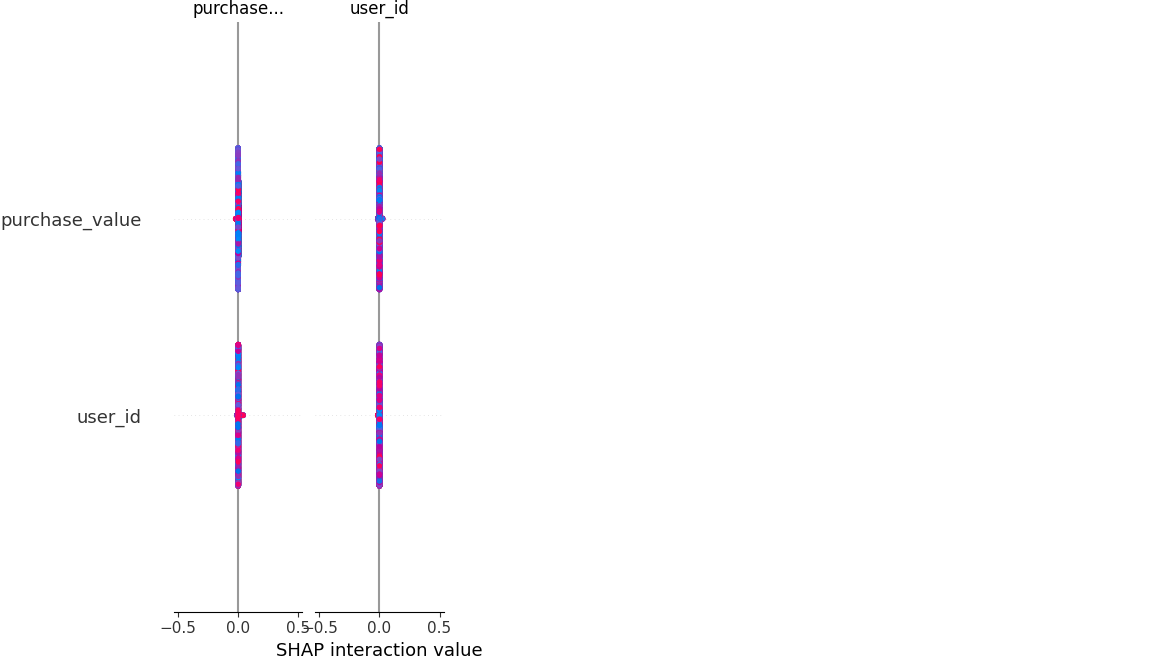 purchase... user_id
purchase_value
user_id
−0.5 0.0 0.5 −0.5 0.0 0.5
SHAP interaction value